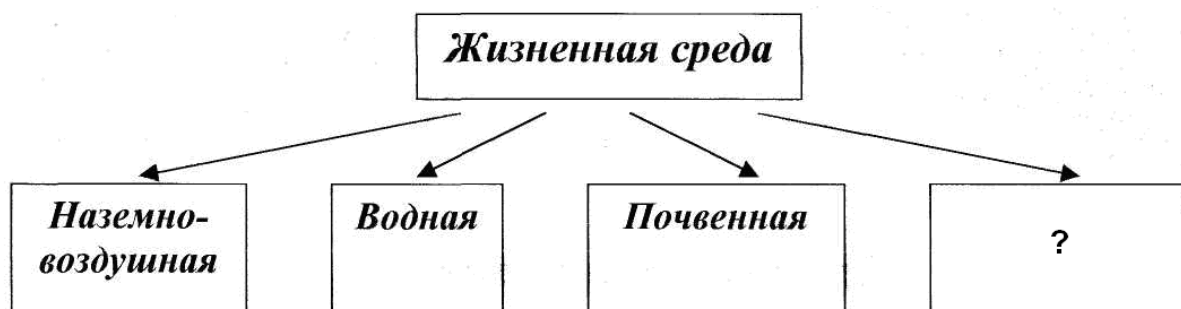 Жизненная среда
Наземно-
воздушная
Водная
Почвенная
?